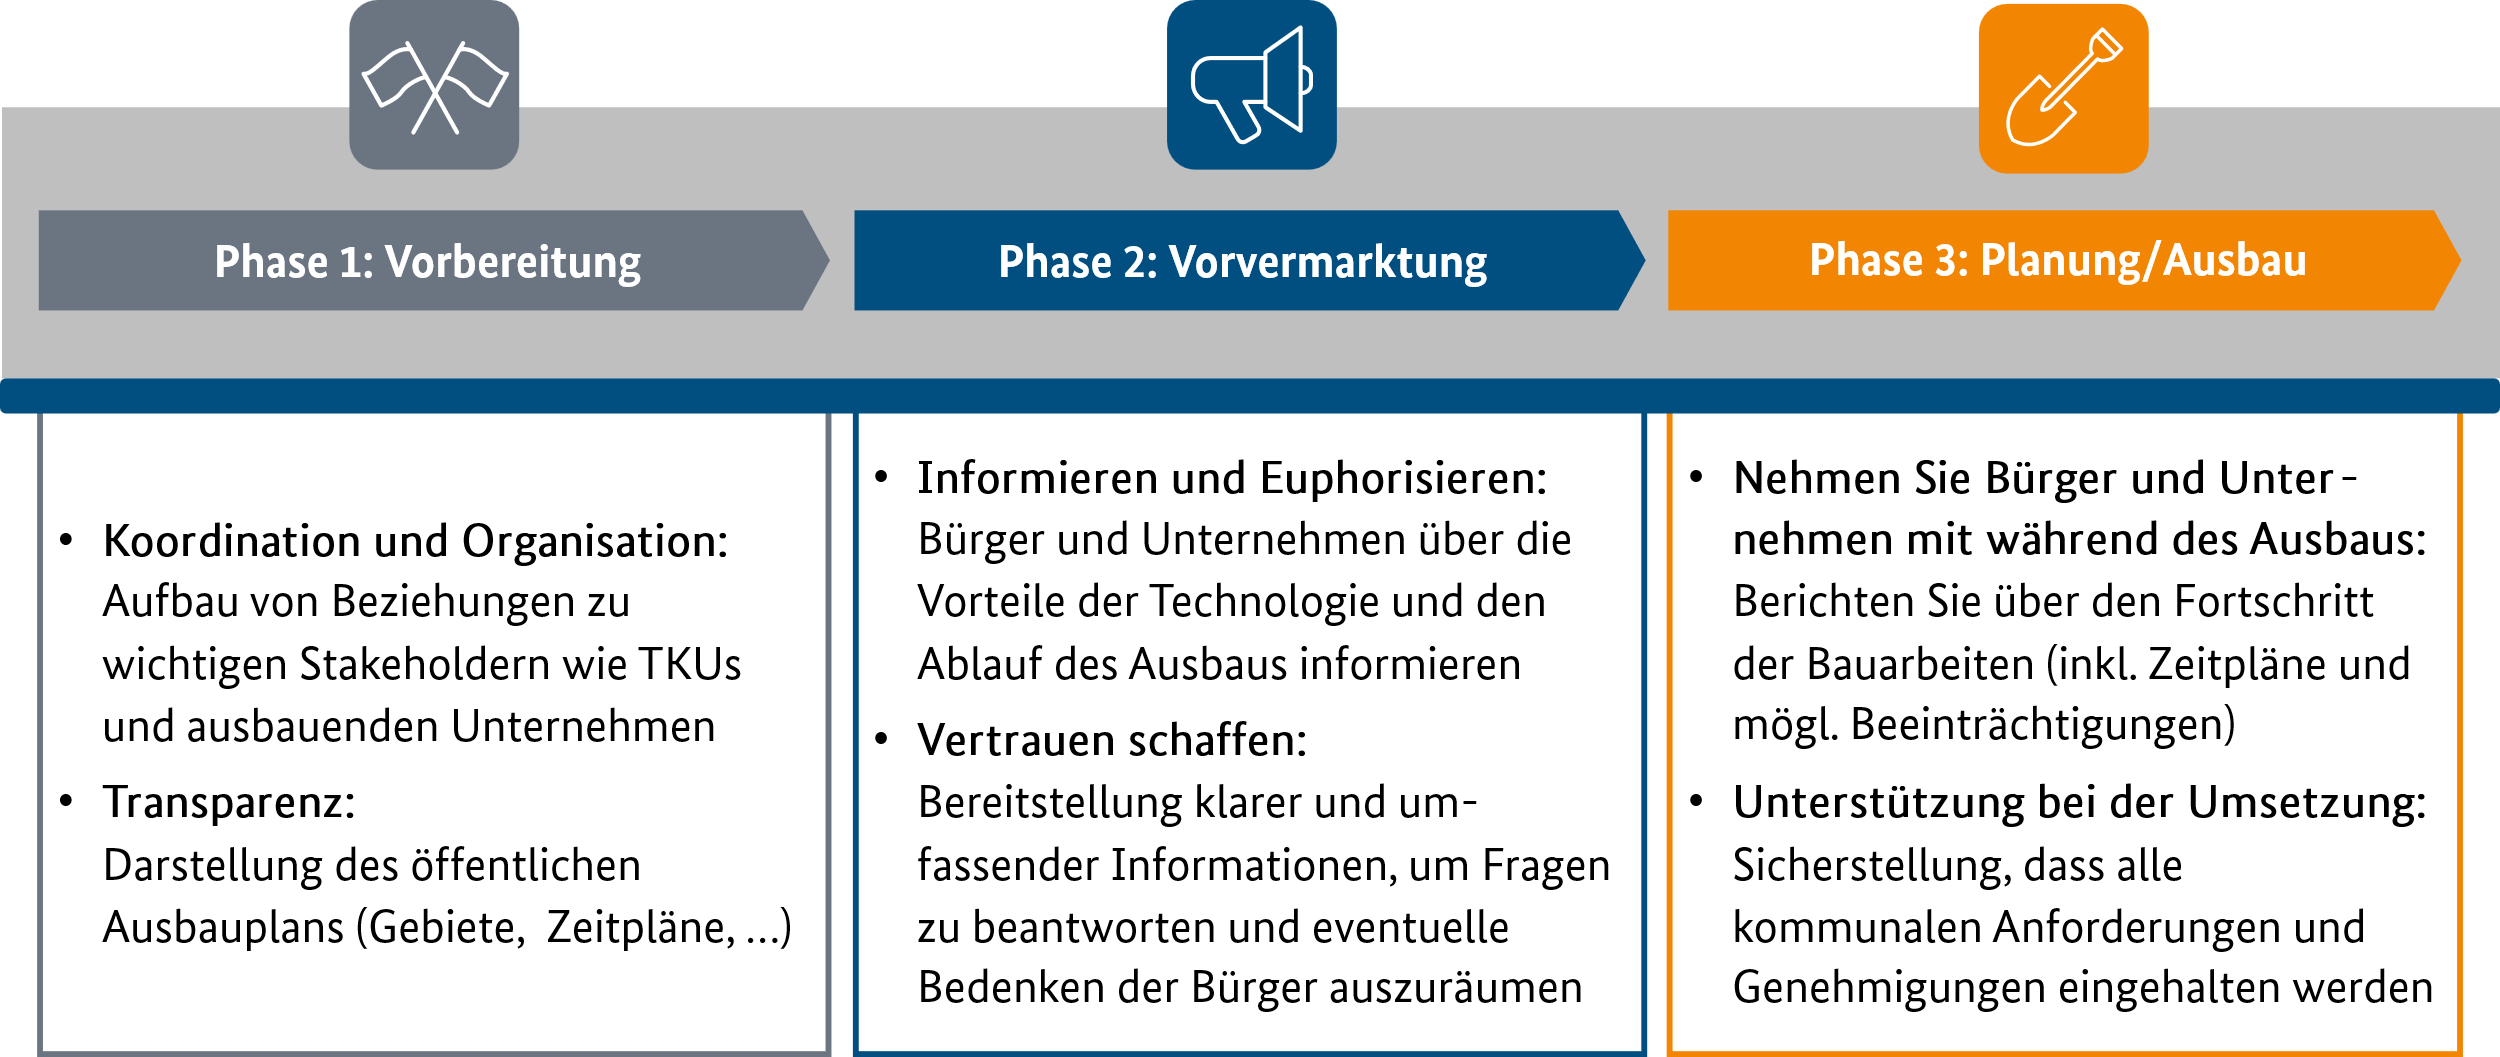 Phase 1: Vorbereitung
Phase 2: Vorvermarktung
Phase 3: Planung/Ausbau
• Koordination und Organisation:
Aufbau von Beziehungen zu
wichtigen Stakeholdern wie TKUs
und ausbauenden Unternehmen
• Transparenz:
Darstellung des öffentlichen
Ausbauplans (Gebiete, Zeitpläne, ...)
• Informieren und Euphorisieren:
Bürger und Unternehmen über die
Vorteile der Technologie und den
Ablauf des Ausbaus informieren
• Vertrauen schaffen:
Bereitstellung klarer und um-
fassender Informationen, um Fragen
zu beantworten und eventuelle
Bedenken der Bürger auszuräumen
• Nehmen Sie Bürger und Unter-
nehmen mit während des Ausbaus:
Berichten Sie über den Fortschritt
der Bauarbeiten (inkl. Zeitpläne und
mögl. Beeinträchtigungen)
• Unterstützung bei der Umsetzung:
Sicherstellung, dass alle
kommunalen Anforderungen und
Genehmigungen eingehalten werden